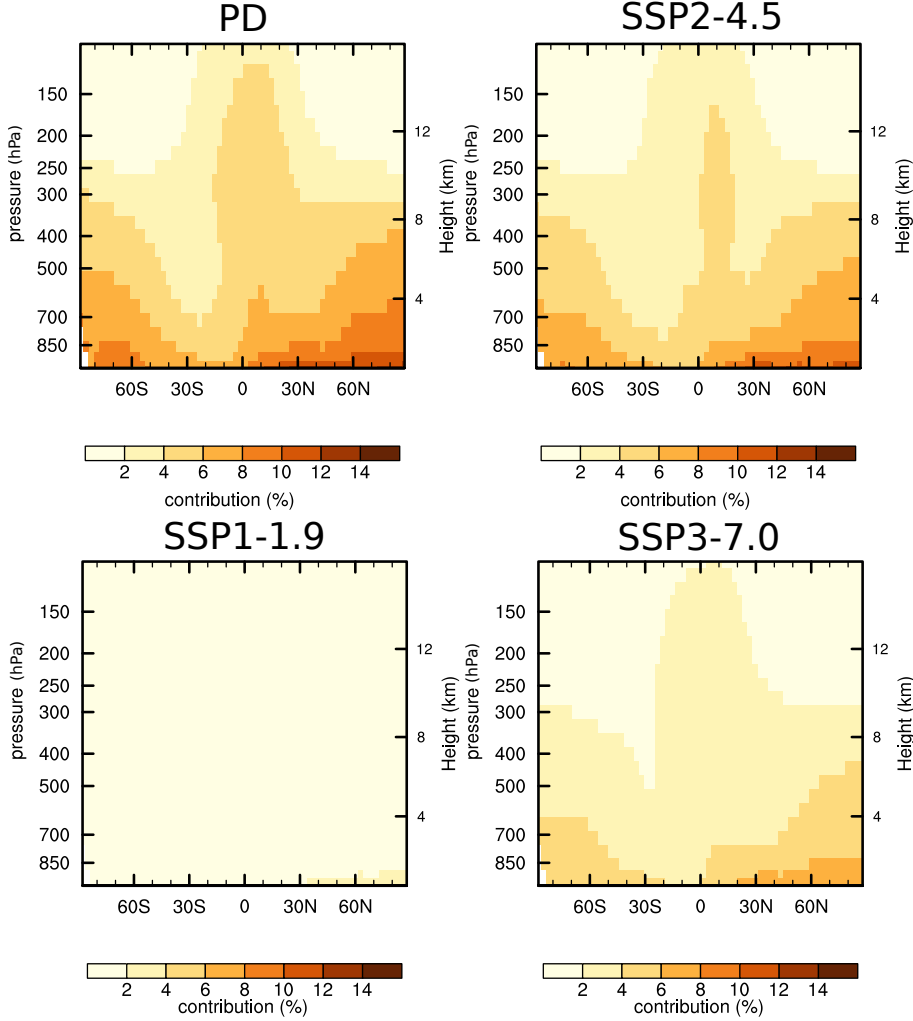 PD
SSP2-4.5
pressure (hPa)
150
200
250
300
400
500
700
850
12
8
4
Height (km)
60S 30S 0 30N 60N
pressure (hPa)
150
200
250
300
400
500
700
850
12
8
4
Height (km)
60S 30S 0 30N 60N
2 4 6 8 10 12 14
contribution (%)
2 4 6 8 10 12 14
contribution (%)
SSP1-1.9
SSP3-7.0
pressure (hPa)
150
200
250
300
400
500
700
850
12
8
4
Height (km)
60S 30S 0 30N 60N
pressure (hPa)
150
200
250
300
400
500
700
850
12
8
4
Height (km)
60S 30S 0 30N 60N
2 4 6 8 10 12 14
contribution (%)
2 4 6 8 10 12 14
contribution (%)